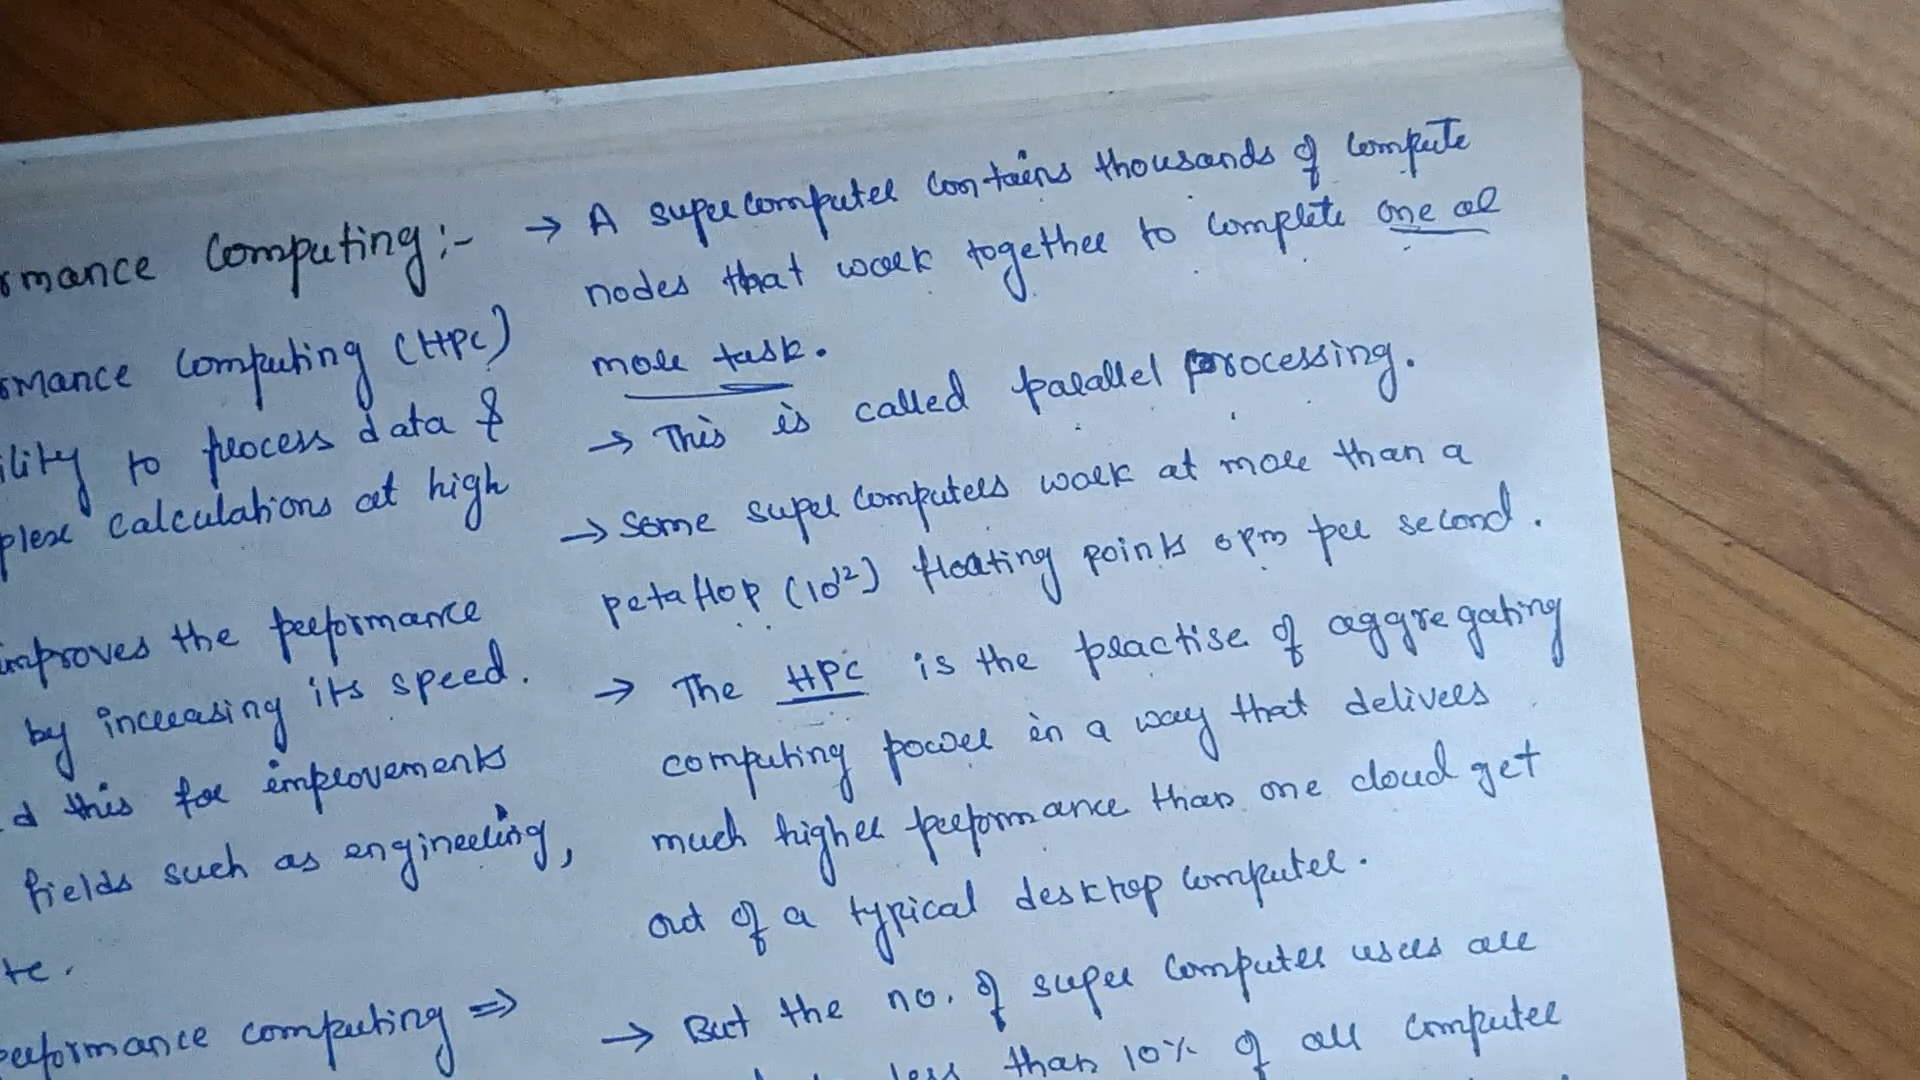 rmance Computing:-
rmance Computing (HPC)
ility to process data &
plex calculations at high
improves the performance
by increasing its speed.
d this for improvements
fields such as engineering,
te.
performance computing ⇒
→ A super computer contains thousands of compute
nodes that work together to complete one or
more task.
→ This is called parallel processing.
→ Some super computers work at more than a
petaflop (10¹²) floating points opm per second.
→ The HPC is the practise of aggregating
computing power in a way that delivers
much higher performance than one cloud get
out of a typical desktop computer.
→ But the no. of super computer users are
less than 10% of all computer